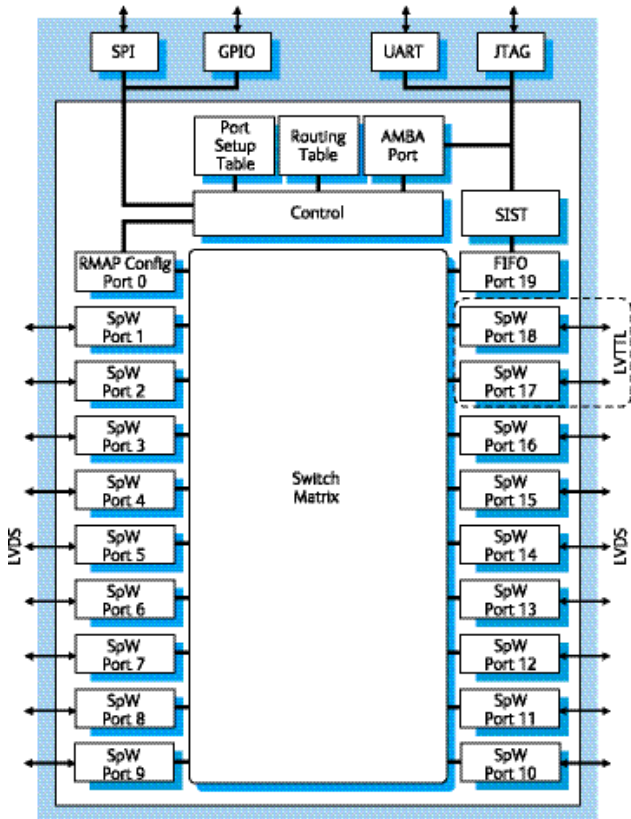 SPI
GPIO
UART
JTAG
Port
Setup
Table
Routing
Table
AMBA
Port
Control
SIST
RMAP Config
Port 0
FIFO
Port 19
SpW
Port 1
SpW
Port 18
LVTTL
SpW
Port 2
SpW
Port 17
SpW
Port 3
SpW
Port 16
Switch
Matrix
SpW
Port 4
SpW
Port 15
LVDS
SpW
Port 5
SpW
Port 14
LVDS
SpW
Port 6
SpW
Port 13
SpW
Port 7
SpW
Port 12
SpW
Port 8
SpW
Port 11
SpW
Port 9
SpW
Port 10